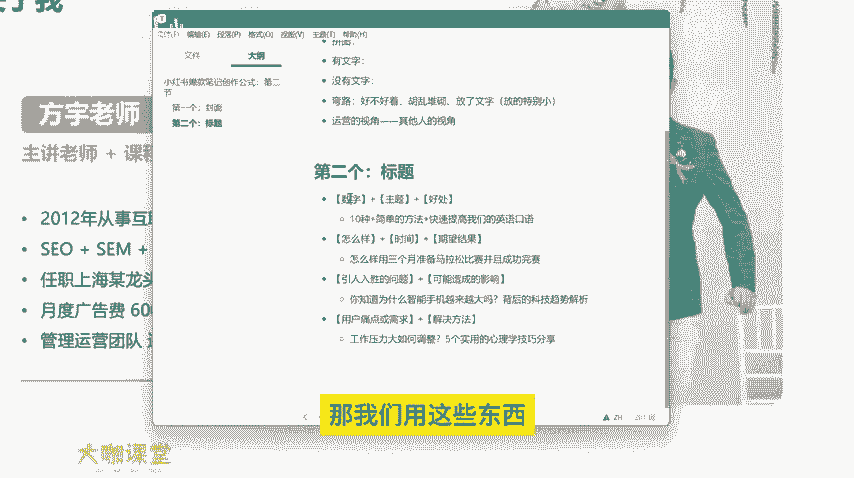 方宇老师
主讲老师 + 课程
2012年从事互联
SEO + SEM +
任职上海某龙头
月度广告费 600
管理运营团队
大咖课堂
编辑(E) 段落(P) 格式(O) 视图(V) 主题(T) 帮助(H)
文件
大纲
小红书爆款笔记创作公式：第二节
第一个：封面
第二个：标题
拼图：
有文字：
没有文字：
弯路：好不好看、胡乱堆砌、放了文字（放的特别小）
运营的视角——其他人的视角
第二个：标题
【数字】+【主题】+【好处】
10种+简单的方法+快速提高我们的英语口语
【怎么样】+【时间】+【期望结果】
怎么样用三个月准备马拉松比赛并且成功完赛
【引人入胜的问题】+【可能造成的影响】
你知道为什么智能手机越来越大吗？背后的科技趋势解析
【用户痛点或需求】+【解决方法】
工作压力大如何调整？5个实用的心理学技巧分享
那我们用这些东西